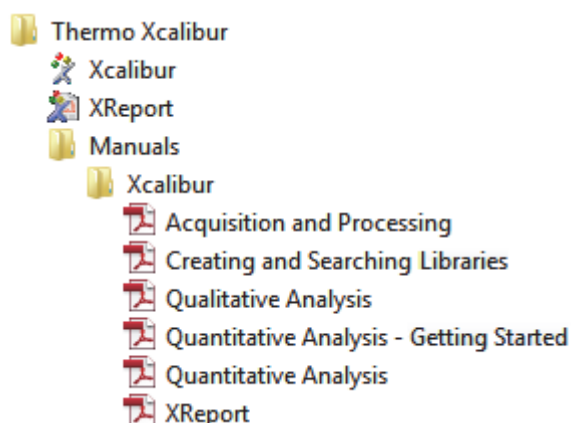 Thermo Xcalibur
Xcalibur
XReport
Manuals
Xcalibur
Acquisition and Processing
Creating and Searching Libraries
Qualitative Analysis
Quantitative Analysis - Getting Started
Quantitative Analysis
XReport